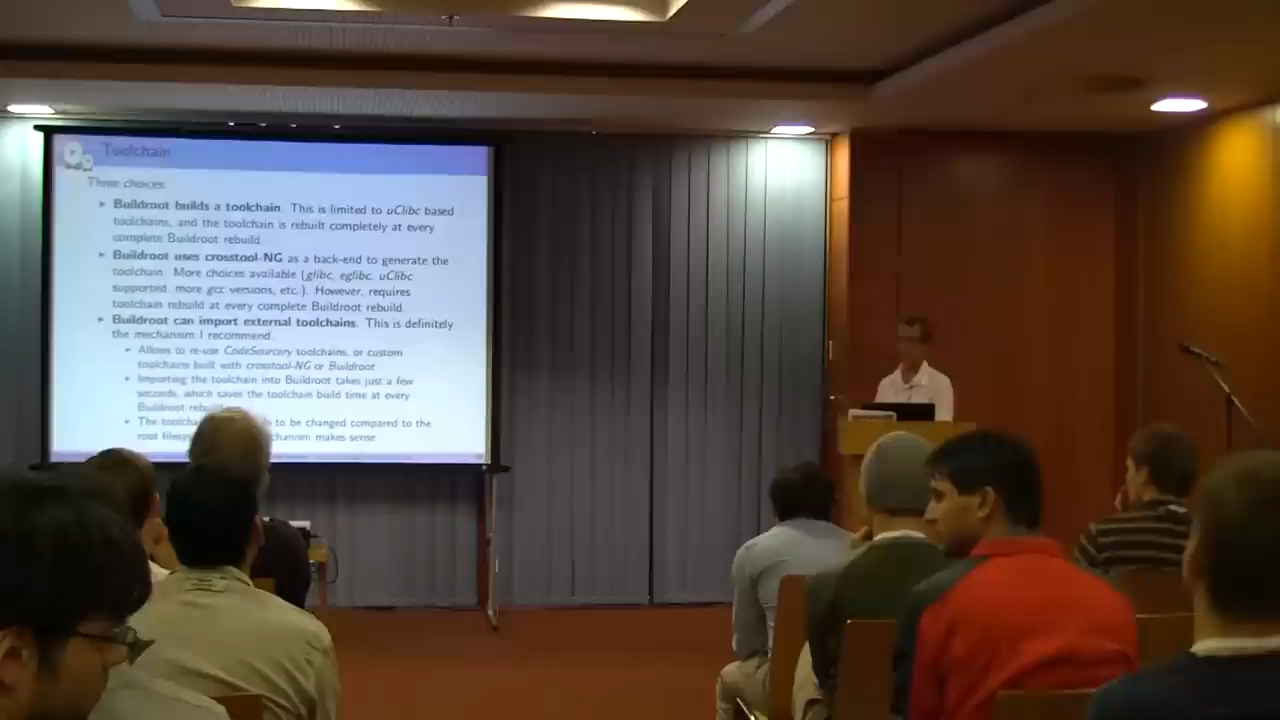 Toolchain
Three choices:
Buildroot builds a toolchain. This is limited to uClibc based
toolchains, and the toolchain is rebuilt completely at every
complete Buildroot rebuild.
Buildroot uses crosstool-NG as a back-end to generate the
toolchain. More choices available (glibc, eglibc, uClibc
supported, more gcc versions, etc.). However, requires
toolchain rebuild at every complete Buildroot rebuild.
Buildroot can import external toolchains. This is definitely
the mechanism I recommend.
Allows to re-use CodeSourcery toolchains, or custom
toolchains built with crosstool-NG or Buildroot
Importing the toolchain into Buildroot takes just a few
seconds, which saves the toolchain build time at every
Buildroot
The to be changed compared to the
root makes sense